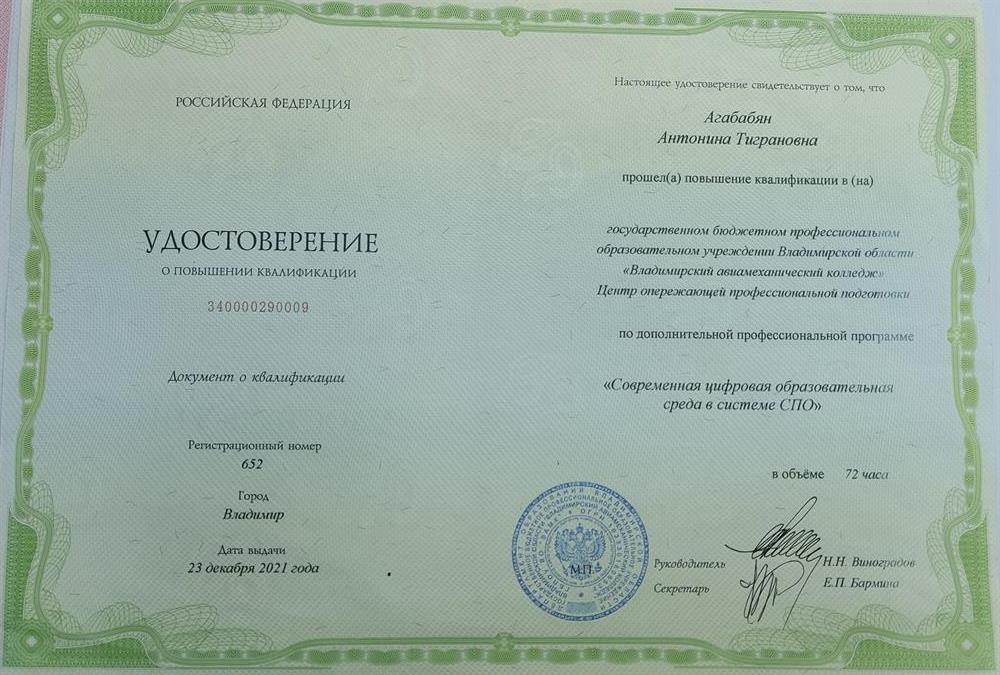 РОССИЙСКАЯ ФЕДЕРАЦИЯ
УДОСТОВЕРЕНИЕ
О ПОВЫШЕНИИ КВАЛИФИКАЦИИ
340000290009
Документ о квалификации
Регистрационный номер
652
Город
Владимир
Дата выдачи
23 декабря 2021 года
Настоящее удостоверение свидетельствует о том, что
Агабабян
Антонина Тиграновна
прошел(а) повышение квалификации в (на)
государственном бюджетном профессиональном
образовательном учреждении Владимирской области
«Владимирский авиамеханический колледж»
Центр опережающей профессиональной подготовки
по дополнительной профессиональной программе
«Современная цифровая образовательная
среда в системе СПО»
в объёме 72 часа
М.П.
Руководитель Н.Н. Виноградов
Секретарь Е.П. Бармина